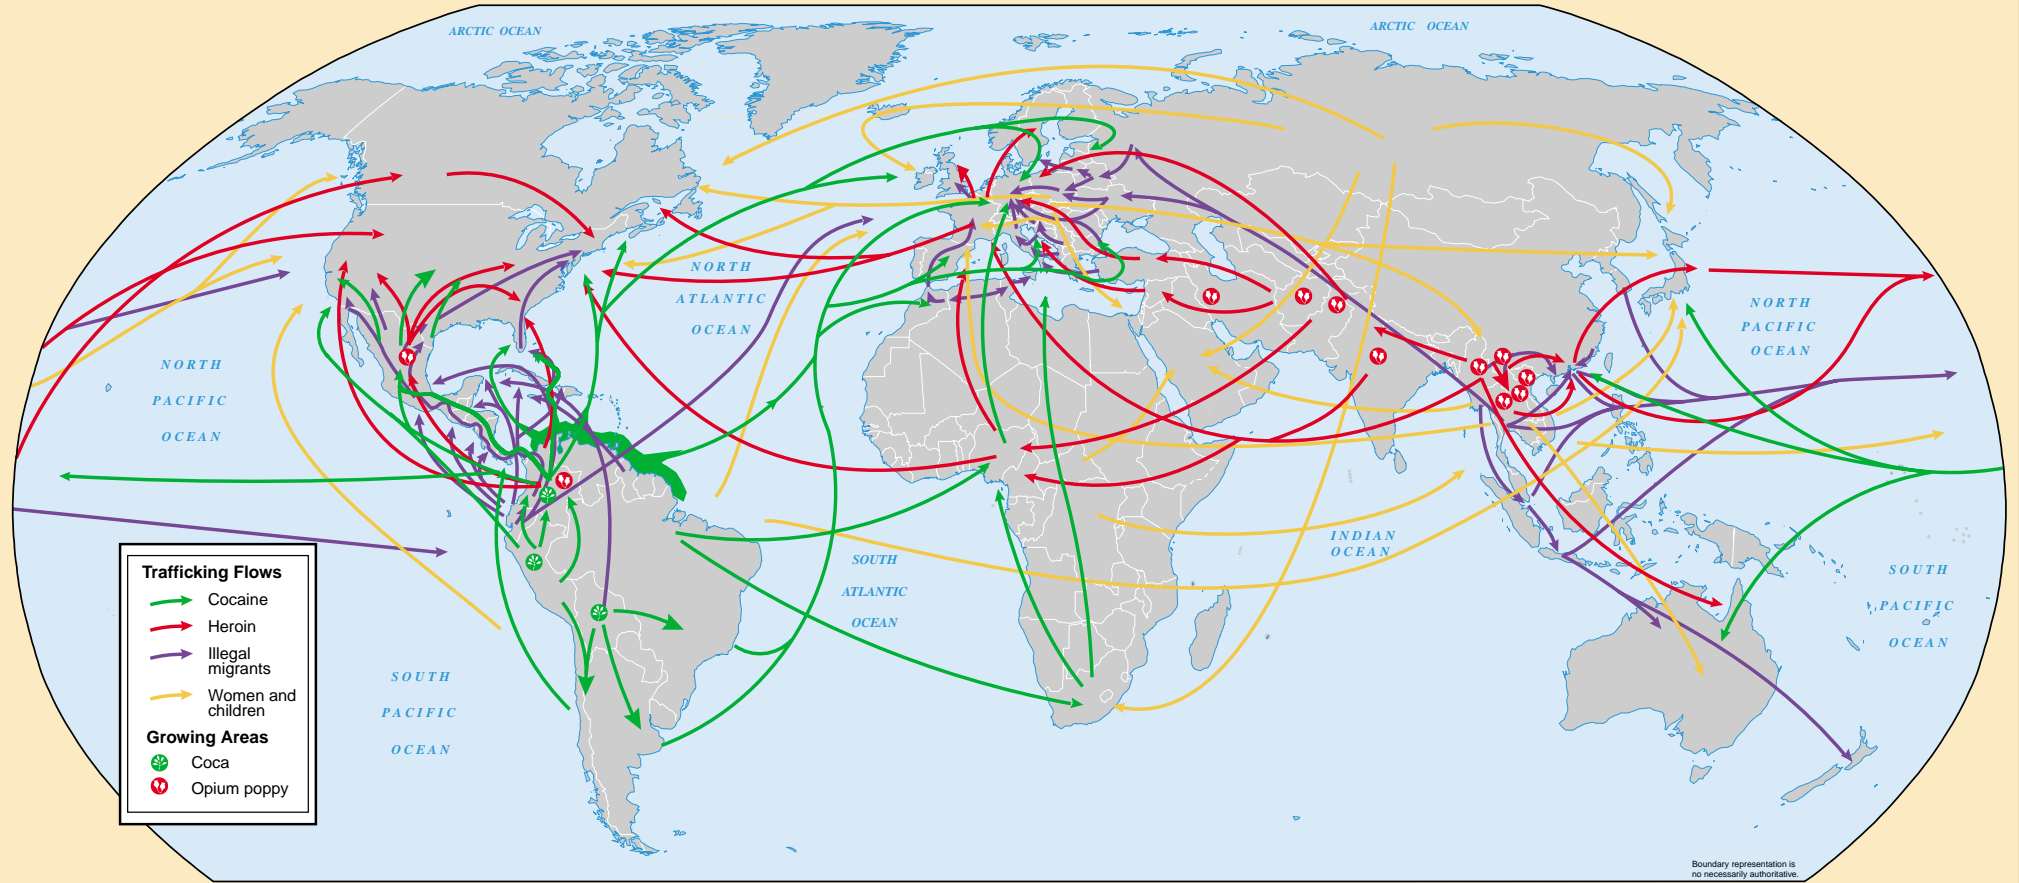 ARCTIC OCEAN
ARCTIC OCEAN
NORTH
ATLANTIC
OCEAN
NORTH
PACIFIC
OCEAN
NORTH
PACIFIC
OCEAN
INDIAN
OCEAN
SOUTH
ATLANTIC
OCEAN
SOUTH
PACIFIC
OCEAN
SOUTH
PACIFIC
OCEAN
Trafficking Flows
Cocaine
Heroin
Illegal
migrants
Women and
children
Growing Areas
Coca
Opium poppy
Boundary representation is
no necessarily authoritative.